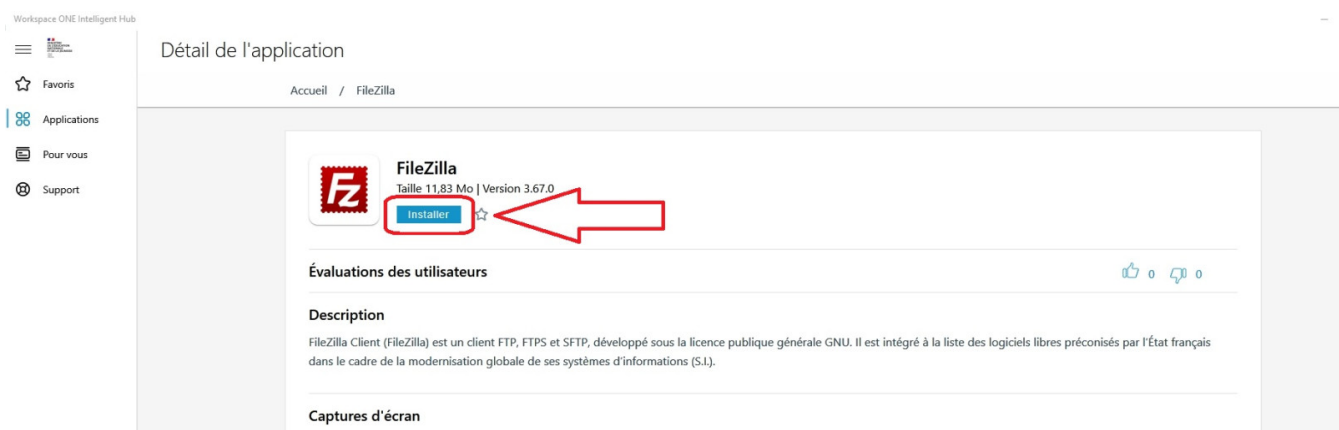 Workspace ONE Intelligent Hub
Détail de l'application
Favoris
Applications
Pour vous
Support
Accueil / FileZilla
Fz
FileZilla
Taille 11,83 Mo | Version 3.67.0
Installer
Évaluations des utilisateurs
0 0
Description
FileZilla Client (FileZilla) est un client FTP, FTPS et SFTP, développé sous la licence publique générale GNU. Il est intégré à la liste des logiciels libres préconisés par l'État français
dans le cadre de la modernisation globale de ses systèmes d'informations (S.I.).
Captures d'écran